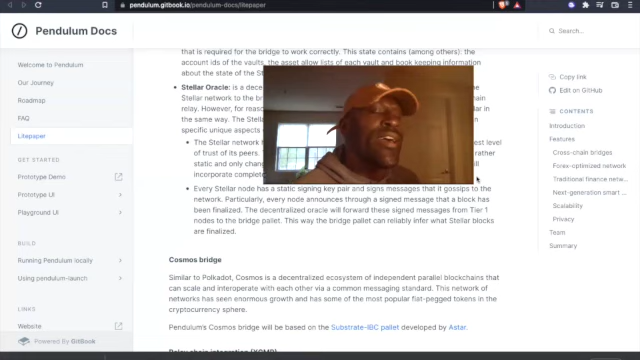 pendulum.gitbook.io/pendulum-docs/litepaper
Pendulum Docs
Search...
Welcome to Pendulum
Our Journey
Roadmap
FAQ
Litepaper
GET STARTED
Prototype Demo
Prototype UI
Playground UI
BUILD
Running Pendulum locally
Using pendulum-launch
LINKS
Website
Powered By GitBook
that is required for the bridge to work correctly. This state contains (among others): the
account ids of the vaults, the asset allow lists of each vault and book keeping information
about the state of the S
Stellar Oracle: is a dece
Stellar network to the br
relay. However, for reaso
in the same way. The Ste
specific unique aspects
The Stellar network h
of trust of its peers. T
static and only chang
incorporate complete
Every Stellar node has a static signing key pair and signs messages that it gossips to the
network. Particularly, every node announces through a signed message that a block has
been finalized. The decentralized oracle will forward these signed messages from Tier 1
nodes to the bridge pallet. This way the bridge pallet can reliably infer what Stellar blocks
are finalized.
Cosmos bridge
Similar to Polkadot, Cosmos is a decentralized ecosystem of independent parallel blockchains that
can scale and interoperate with each other via a common messaging standard. This network of
networks has seen enormous growth and has some of the most popular fiat-pegged tokens in the
cryptocurrency sphere.
Pendulum's Cosmos bridge will be based on the Substrate-IBC pallet developed by Astar.
Copy link
Edit on GitHub
CONTENTS
Introduction
Features
Cross-chain bridges
Forex-optimized network
Traditional finance netw...
Next-generation smart ...
Scalability
Privacy
Team
Summary